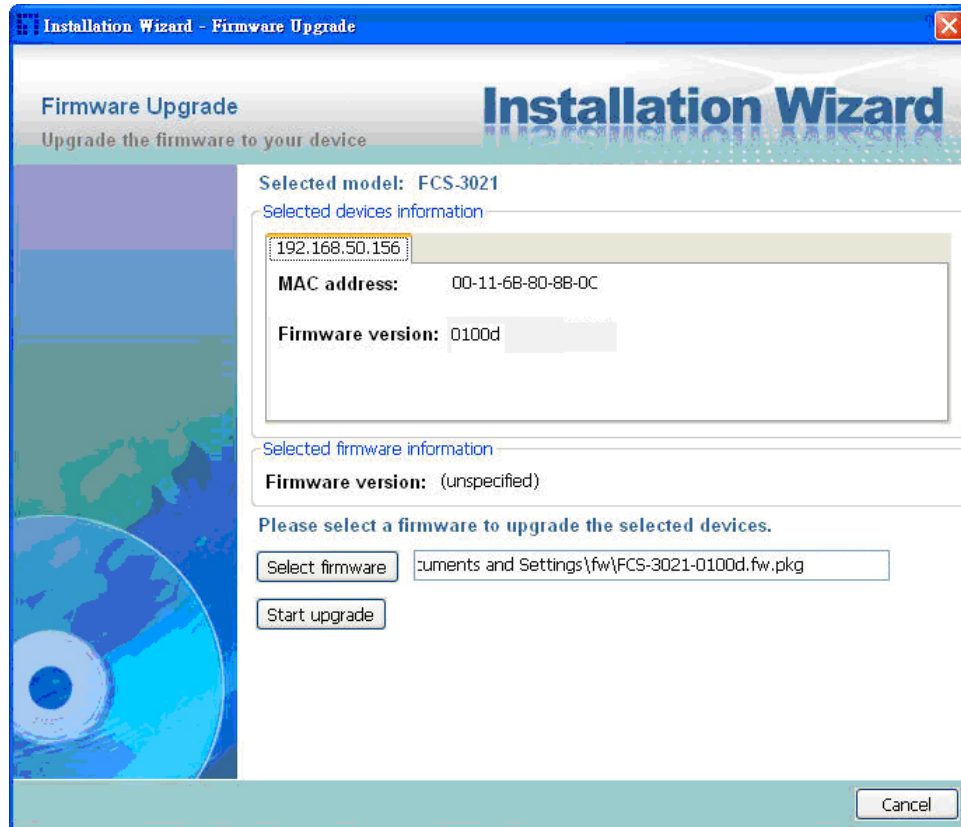 Installation Wizard - Firmware Upgrade
Firmware Upgrade
Installation Wizard
Upgrade the firmware to your device
Selected model: FCS-3021
Selected devices information
192.168.50.156
MAC address: 00-11-6B-80-8B-0C
Firmware version: 0100d
Selected firmware information
Firmware version: (unspecified)
Please select a firmware to upgrade the selected devices.
Select firmware :uments and Settings\fw\FCS-3021-0100d.fw.pkg
Start upgrade
Cancel